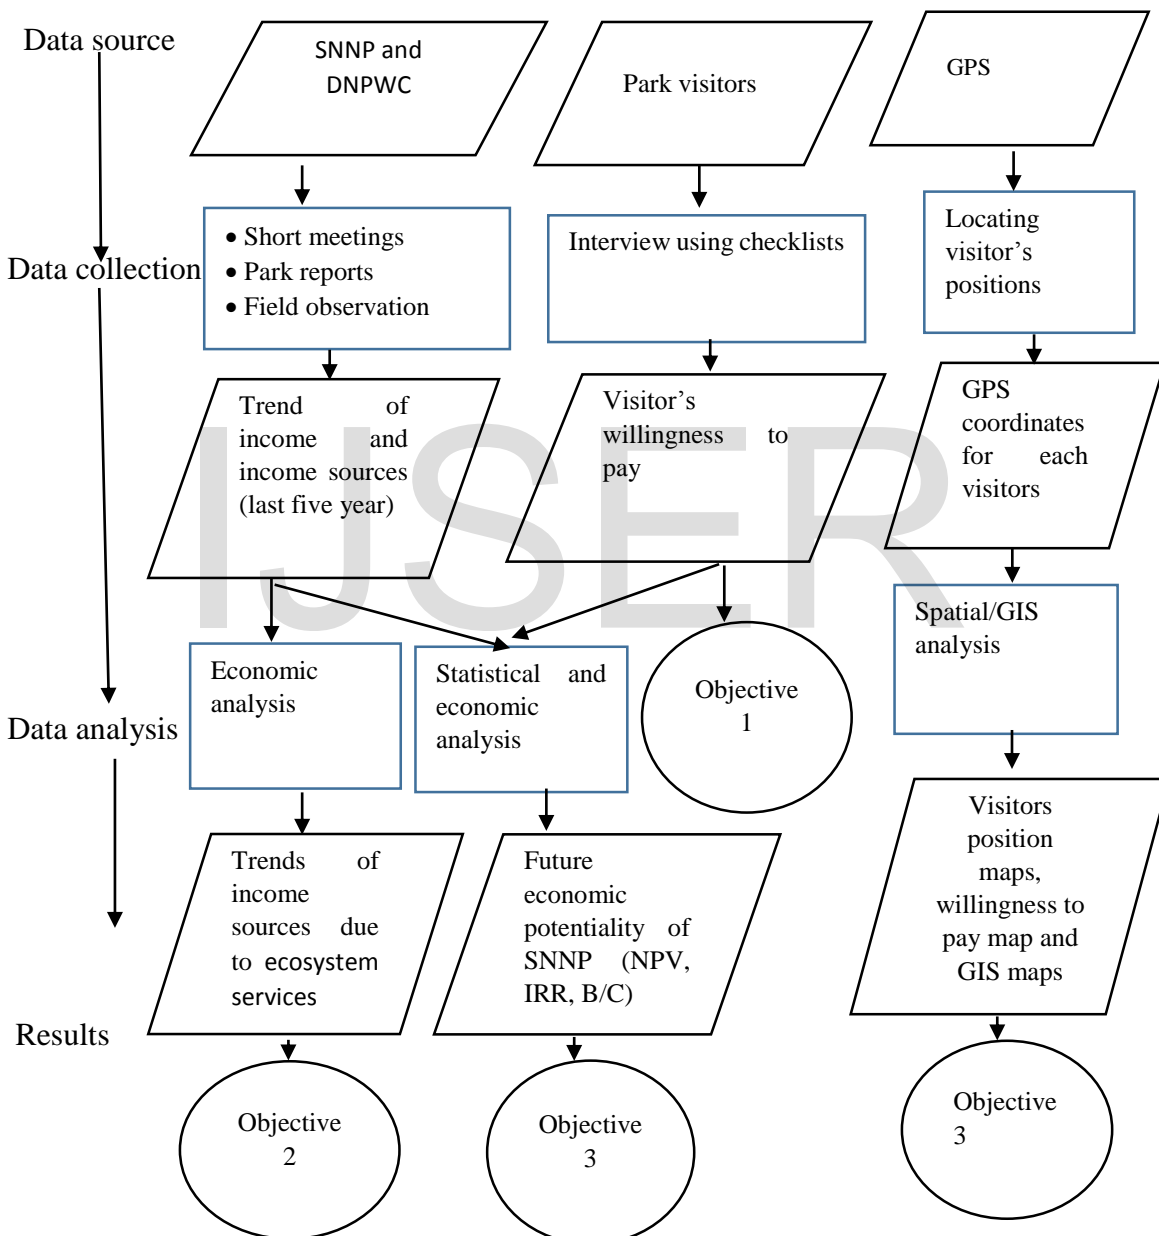 Data source
SNNP and
DNPWC
Park visitors
GPS
Data collection
• Short meetings
• Park reports
• Field observation
Interview using checklists
Locating
visitor's
positions
Trend of
income and
income sources
(last five year)
Visitor's
willingness to
pay
GPS
coordinates
for each
visitors
IJSER
Data analysis
Economic
analysis
Statistical and
economic
analysis
Objective
1
Spatial/GIS
analysis
Results
Trends of
income
sources due
to ecosystem
services
Future
economic
potentiality of
SNNP (NPV,
IRR, B/C)
Visitors
position
maps,
willingness to
pay map and
GIS maps
Objective
2
Objective
3
Objective
3